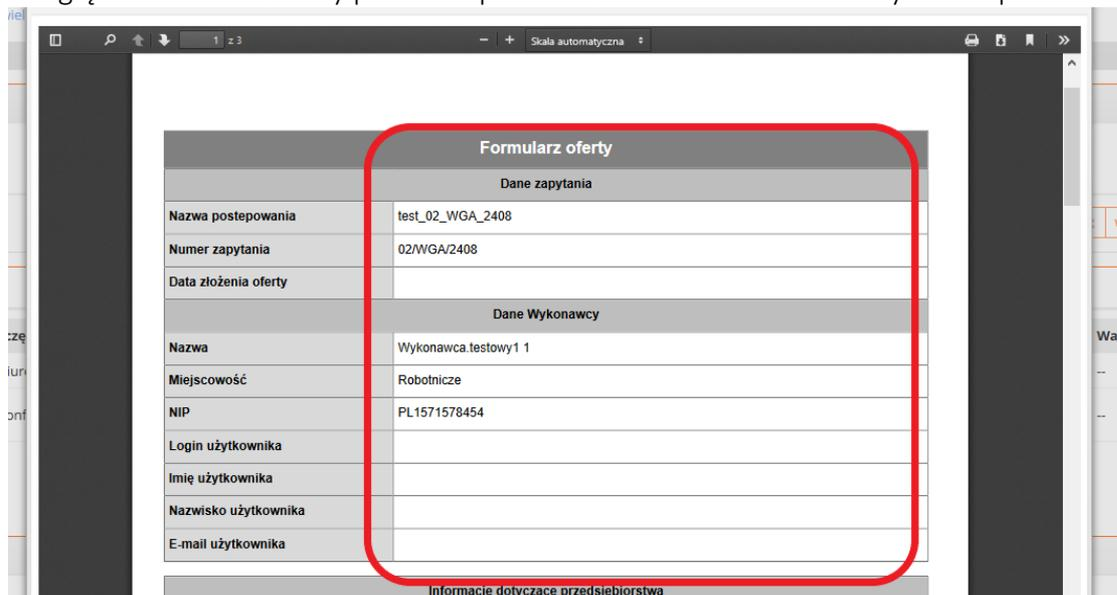 1 z 3
Skala automatyczna
Formularz oferty
Dane zapytania
Nazwa postepowania test_02_WGA_2408
Numer zapytania 02/WGA/2408
Data złożenia oferty
Dane Wykonawcy
Nazwa Wykonawca.testowy1 1
Miejscowość Robotnicze
NIP PL1571578454
Login użytkownika
Imię użytkownika
Nazwisko użytkownika
E-mail użytkownika
Informacje dotyczące przedsiębiorstwa